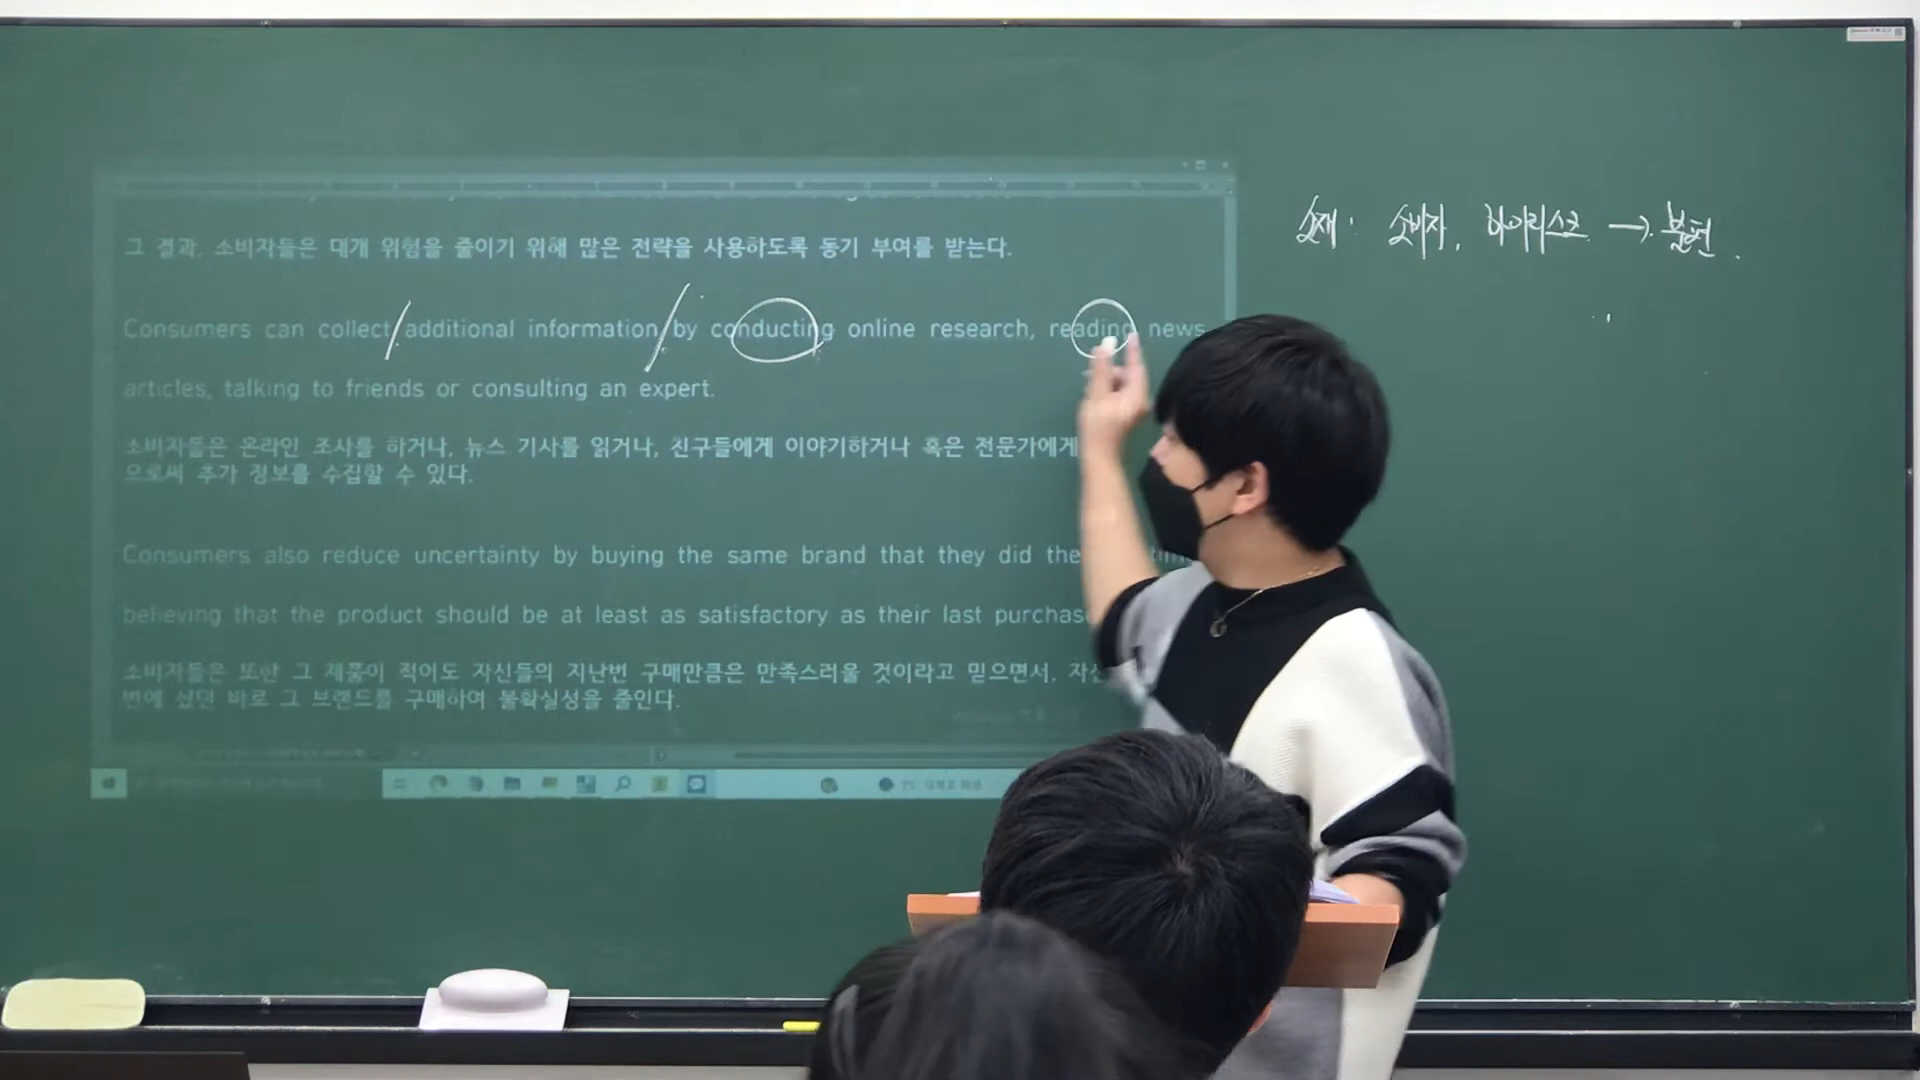 그 결과, 소비자들은 대개 위험을 줄이기 위해 많은 전략을 사용하도록 동기 부여를 받는다.
Consumers can collect additional information by conducting online research, reading news
articles, talking to friends or consulting an expert.
소비자들은 온라인 조사를 하거나, 뉴스 기사를 읽거나, 친구들에게 이야기하거나 혹은 전문가에게
으로써 추가 정보를 수집할 수 있다.
Consumers also reduce uncertainty by buying the same brand that they did the
believing that the product should be at least as satisfactory as their last purchase
소비자들은 또한 그 제품이 적어도 자신들의 지난번 구매만큼은 만족스러울 것이라고 믿으면서, 자신
번에 샀던 바로 그 브랜드를 구매하여 불확실성을 줄인다.
소재: 소비자, 하이리스크 → 불편.